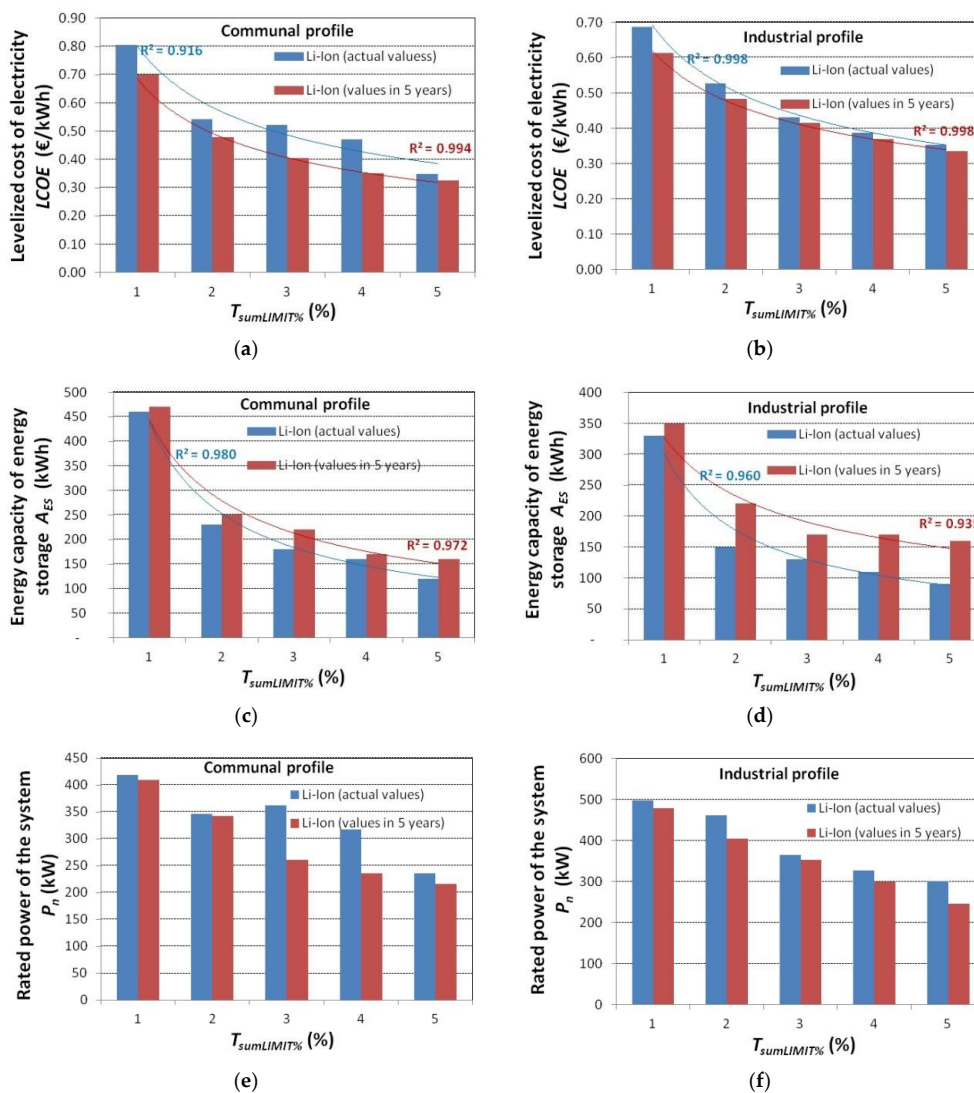 Communal profile
0.80
0.70
0.60
0.50
0.40
0.30
0.20
0.10
0.00
Levelized cost of electricity
LCOE (€/kWh)
R² = 0.916
Li-Ion (actual valuess)
Li-Ion (values in 5 years)
R² = 0.994
1 2 3 4 5
TsumLIMIT% (%)
(a)
Industrial profile
0.70
0.60
0.50
0.40
0.30
0.20
0.10
0.00
Levelized cost of electricity
LCOE (€/kWh)
R² = 0.998
Li-Ion (actual values)
Li-Ion (values in 5 years)
R² = 0.998
1 2 3 4 5
TsumLIMIT% (%)
(b)
Communal profile
500
450
400
350
300
250
200
150
100
50
-
Energy capacity of energy
storage AES (kWh)
Li-Ion (actual values)
R² = 0.980
Li-Ion (values in 5 years)
R² = 0.972
1 2 3 4 5
TsumLIMIT% (%)
(c)
Industrial profile
400
350
300
250
200
150
100
50
-
Energy capacity of energy
storage AES (kWh)
Li-Ion (actual values)
R² = 0.960
Li-Ion (values in 5 years)
R² = 0.93
1 2 3 4 5
TsumLIMIT% (%)
(d)
Communal profile
450
400
350
300
250
200
150
100
50
0
Rated power of the system
Pn (kW)
Li-Ion (actual values)
Li-Ion (values in 5 years)
1 2 3 4 5
TsumLIMIT% (%)
(e)
Industrial profile
600
500
400
300
200
100
0
Rated power of the system
Pn (kW)
Li-Ion (actual values)
Li-Ion (values in 5 years)
1 2 3 4 5
TsumLIMIT% (%)
(f)